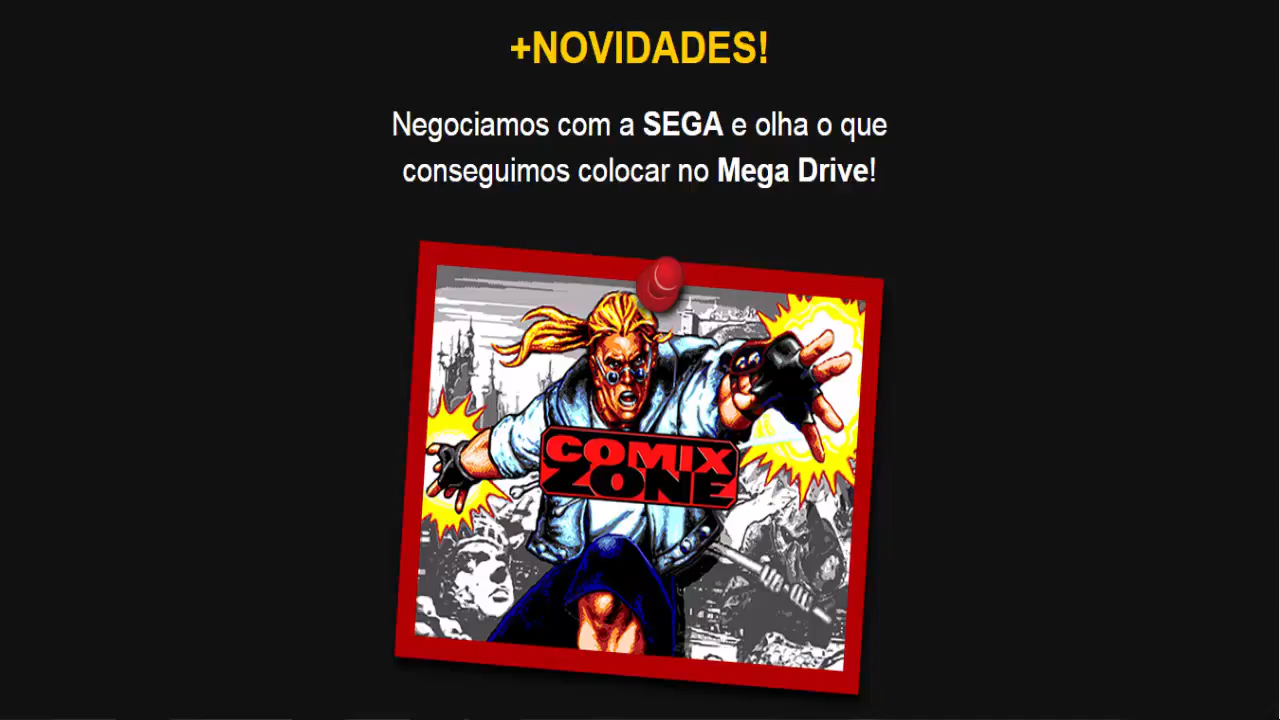 +NOVIDADES!
Negociamos com a SEGA e olha o que
conseguimos colocar no Mega Drive!
COMIX
ZONE